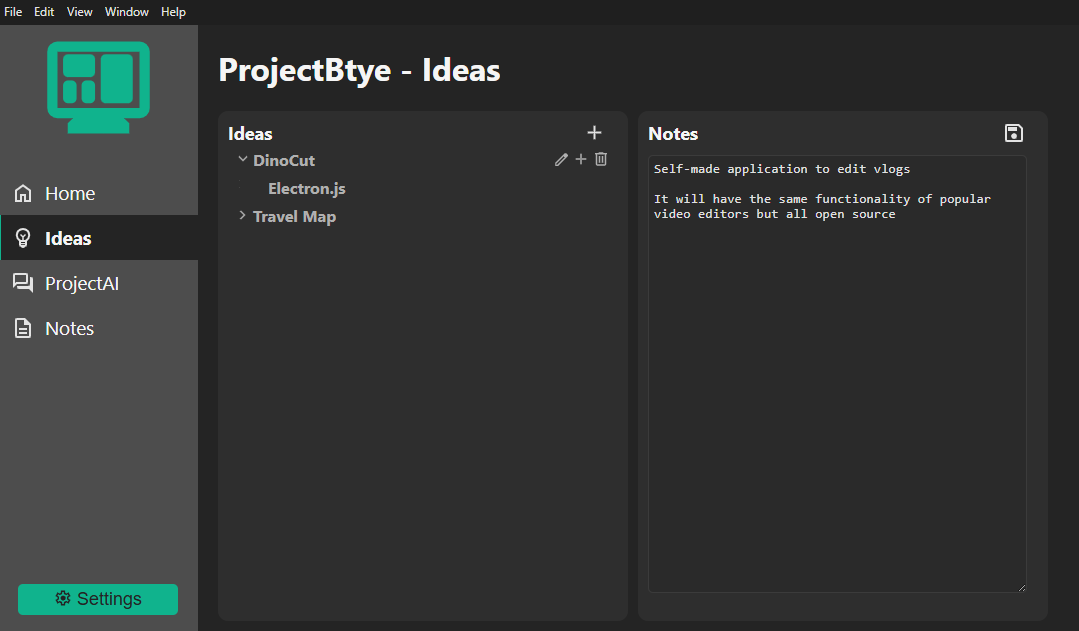 File Edit View Window Help
ProjectBtye - Ideas
Home
Ideas
ProjectAI
Notes
Settings
Ideas
DinoCut
Electron.js
Travel Map
Notes
Self-made application to edit vlogs
It will have the same functionality of popular
video editors but all open source